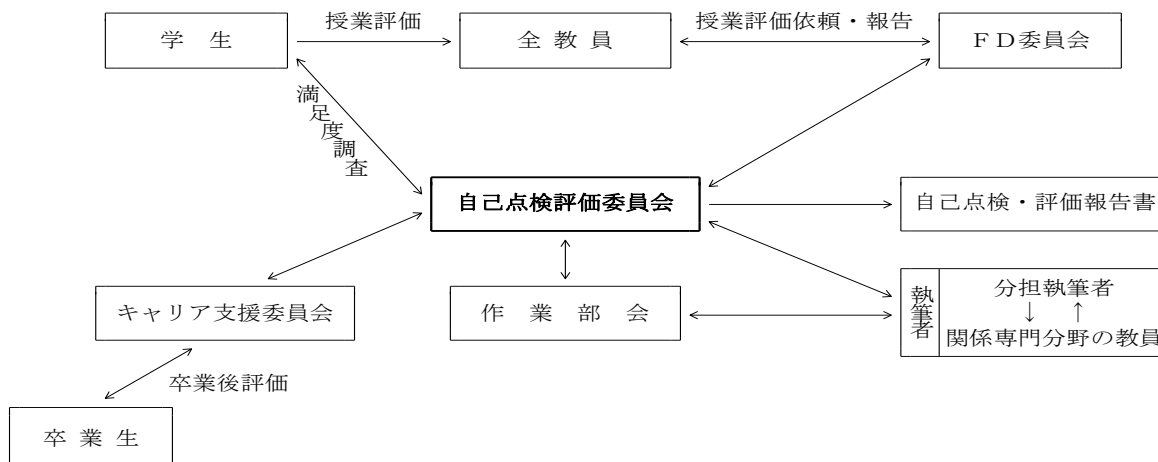 授業評価
授業評価依頼・報告
学 生
全 教 員
ＦＤ委員会
満足度調査
自己点検評価委員会
自己点検・評価報告書
キャリア支援委員会
作 業 部 会
執筆者
分担執筆者
↓ ↑
関係専門分野の教員
卒業後評価
卒 業 生